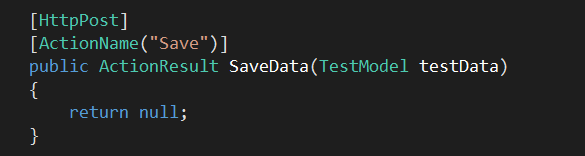 [HttpPost]
[ActionName("Save")]
public ActionResult SaveData(TestModel testData)
{
return null;
}